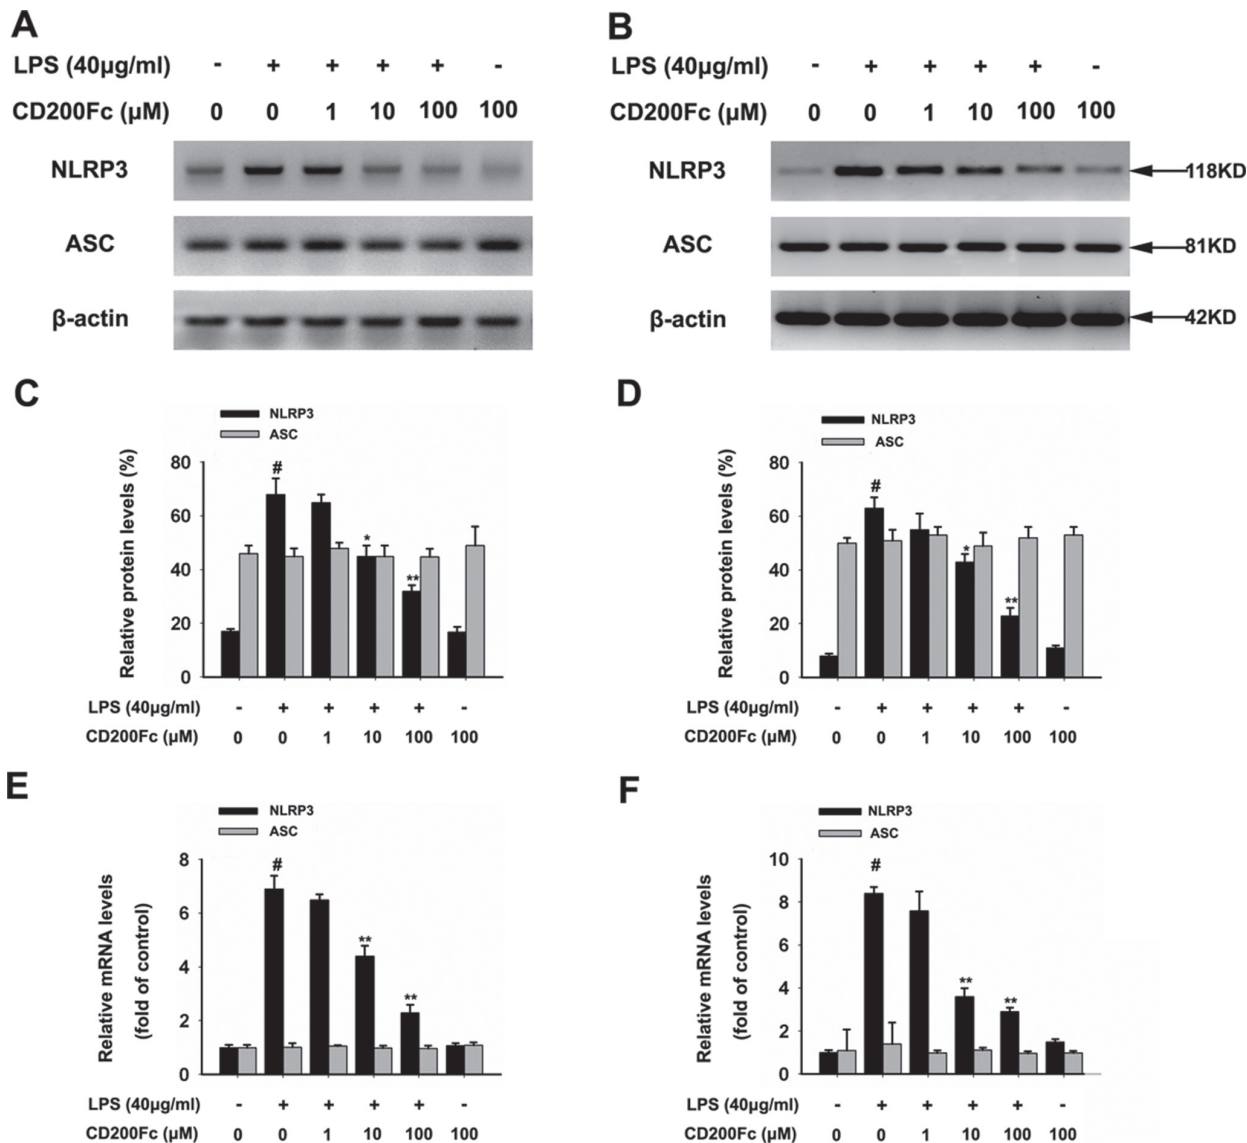 A
LPS (40µg/ml) - + + + + -
CD200Fc (µM) 0 0 1 10 100 100
NLRP3
ASC
β-actin
B
LPS (40µg/ml) - + + + + -
CD200Fc (µM) 0 0 1 10 100 100
NLRP3 118KD
ASC 81KD
β-actin 42KD
C
NLRP3
ASC
Relative protein levels (%)
80
60
40
20
0
#
*
**
LPS (40µg/ml) - + + + + -
CD200Fc (µM) 0 0 1 10 100 100
D
NLRP3
ASC
Relative protein levels (%)
80
60
40
20
0
#
*
**
LPS (40µg/ml) - + + + + -
CD200Fc (µM) 0 0 1 10 100 100
E
NLRP3
ASC
Relative mRNA levels
(fold of control)
8
6
4
2
0
#
**
**
LPS (40µg/ml) - + + + + -
CD200Fc (µM) 0 0 1 10 100 100
F
NLRP3
ASC
Relative mRNA levels
(fold of control)
10
8
6
4
2
0
#
**
**
LPS (40µg/ml) - + + + + -
CD200Fc (µM) 0 0 1 10 100 100